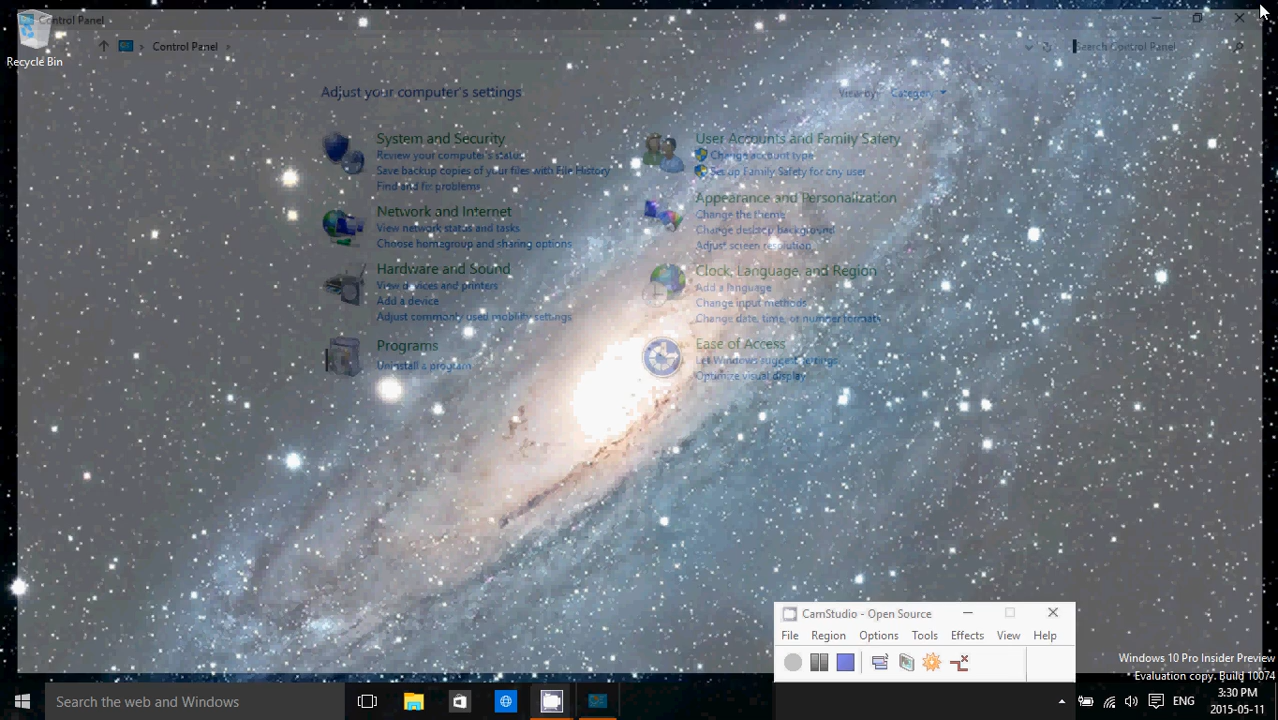 Control Panel
Recycle Bin
Control Panel
Search Control Panel
Adjust your computer's settings
View by: Category
System and Security
Review your computer's status
Save backup copies of your files with File History
Find and fix problems
Network and Internet
View network status and tasks
Choose homegroup and sharing options
Hardware and Sound
View devices and printers
Add a device
Adjust commonly used mobility settings
Programs
Uninstall a program
User Accounts and Family Safety
Change account type
Set up Family Safety for any user
Appearance and Personalization
Change the theme
Change desktop background
Adjust screen resolution
Clock, Language, and Region
Add a language
Change input methods
Change date, time, or number formats
Ease of Access
Let Windows suggest settings
Optimize visual display
CamStudio - Open Source
File Region Options Tools Effects View Help
Windows 10 Pro Insider Preview
Evaluation copy. Build 10074
Search the web and Windows
ENG
3:30 PM
2015-05-11